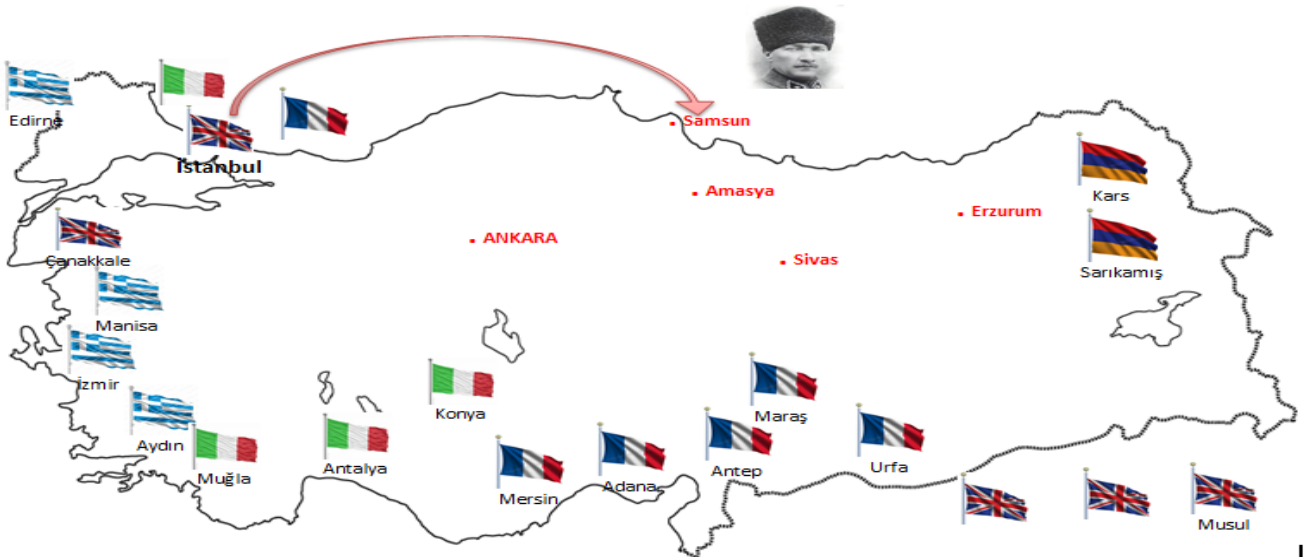 Edirne
İstanbul
Samsun
Amasya
Kars
Erzurum
ANKARA
Sivas
Çanakkale
Sarıkamış
Manisa
İzmir
Konya
Maraş
Aydın
Muğla
Antalya
Mersin
Adana
Antep
Urfa
Musul